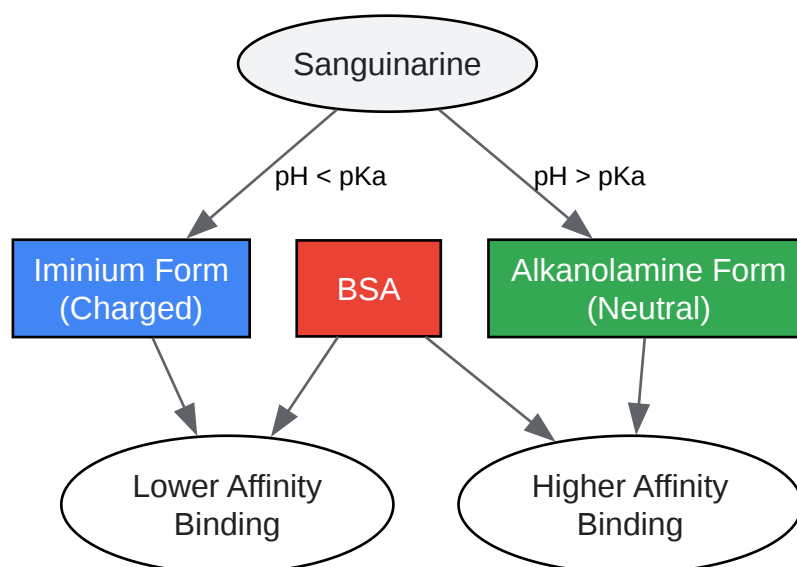 Sanguinarine
pH < pKa
pH > pKa
Iminium Form
(Charged)
BSA
Alkanolamine Form
(Neutral)
Lower Affinity
Binding
Higher Affinity
Binding